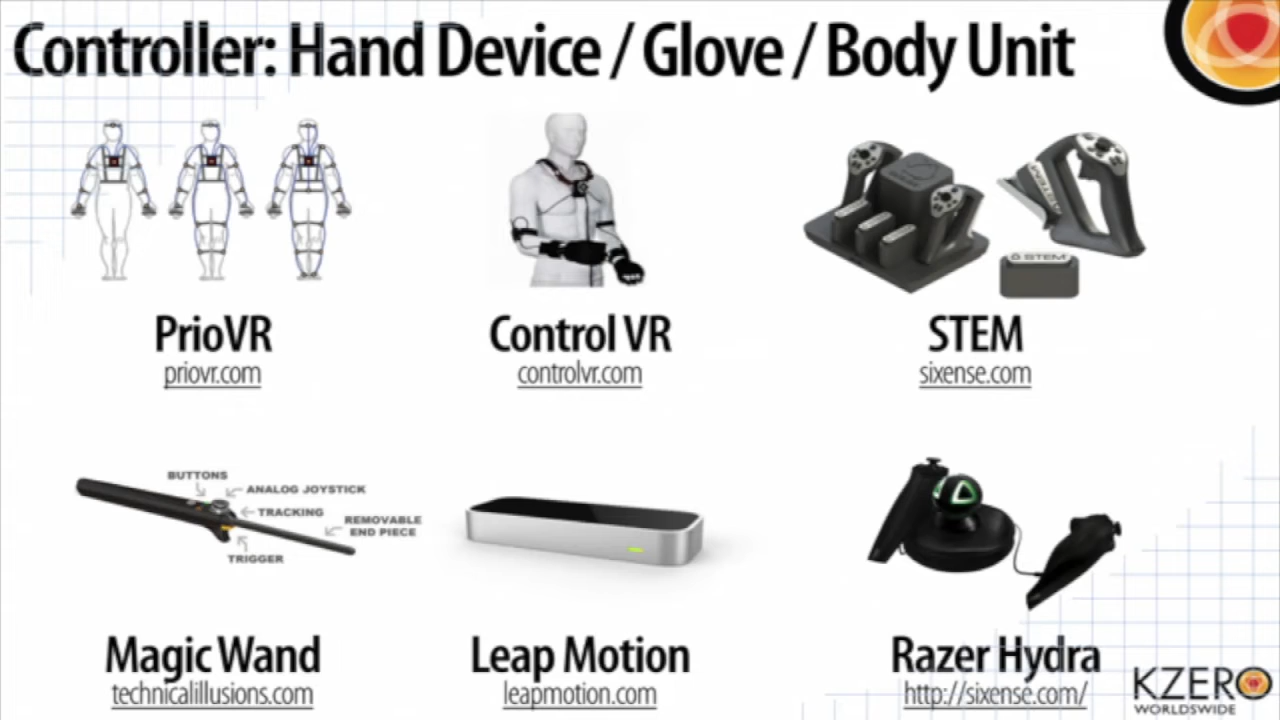 Controller: Hand Device / Glove / Body Unit
PrioVR
priovr.com
Control VR
controlvr.com
STEM
STEM
STEM
sixense.com
BUTTONS
ANALOG JOYSTICK
TRACKING
REMOVABLE
END PIECE
TRIGGER
Magic Wand
technicalillusions.com
Leap Motion
leapmotion.com
Razer Hydra
http://sixense.com/
KZERO
WORLDSWIDE